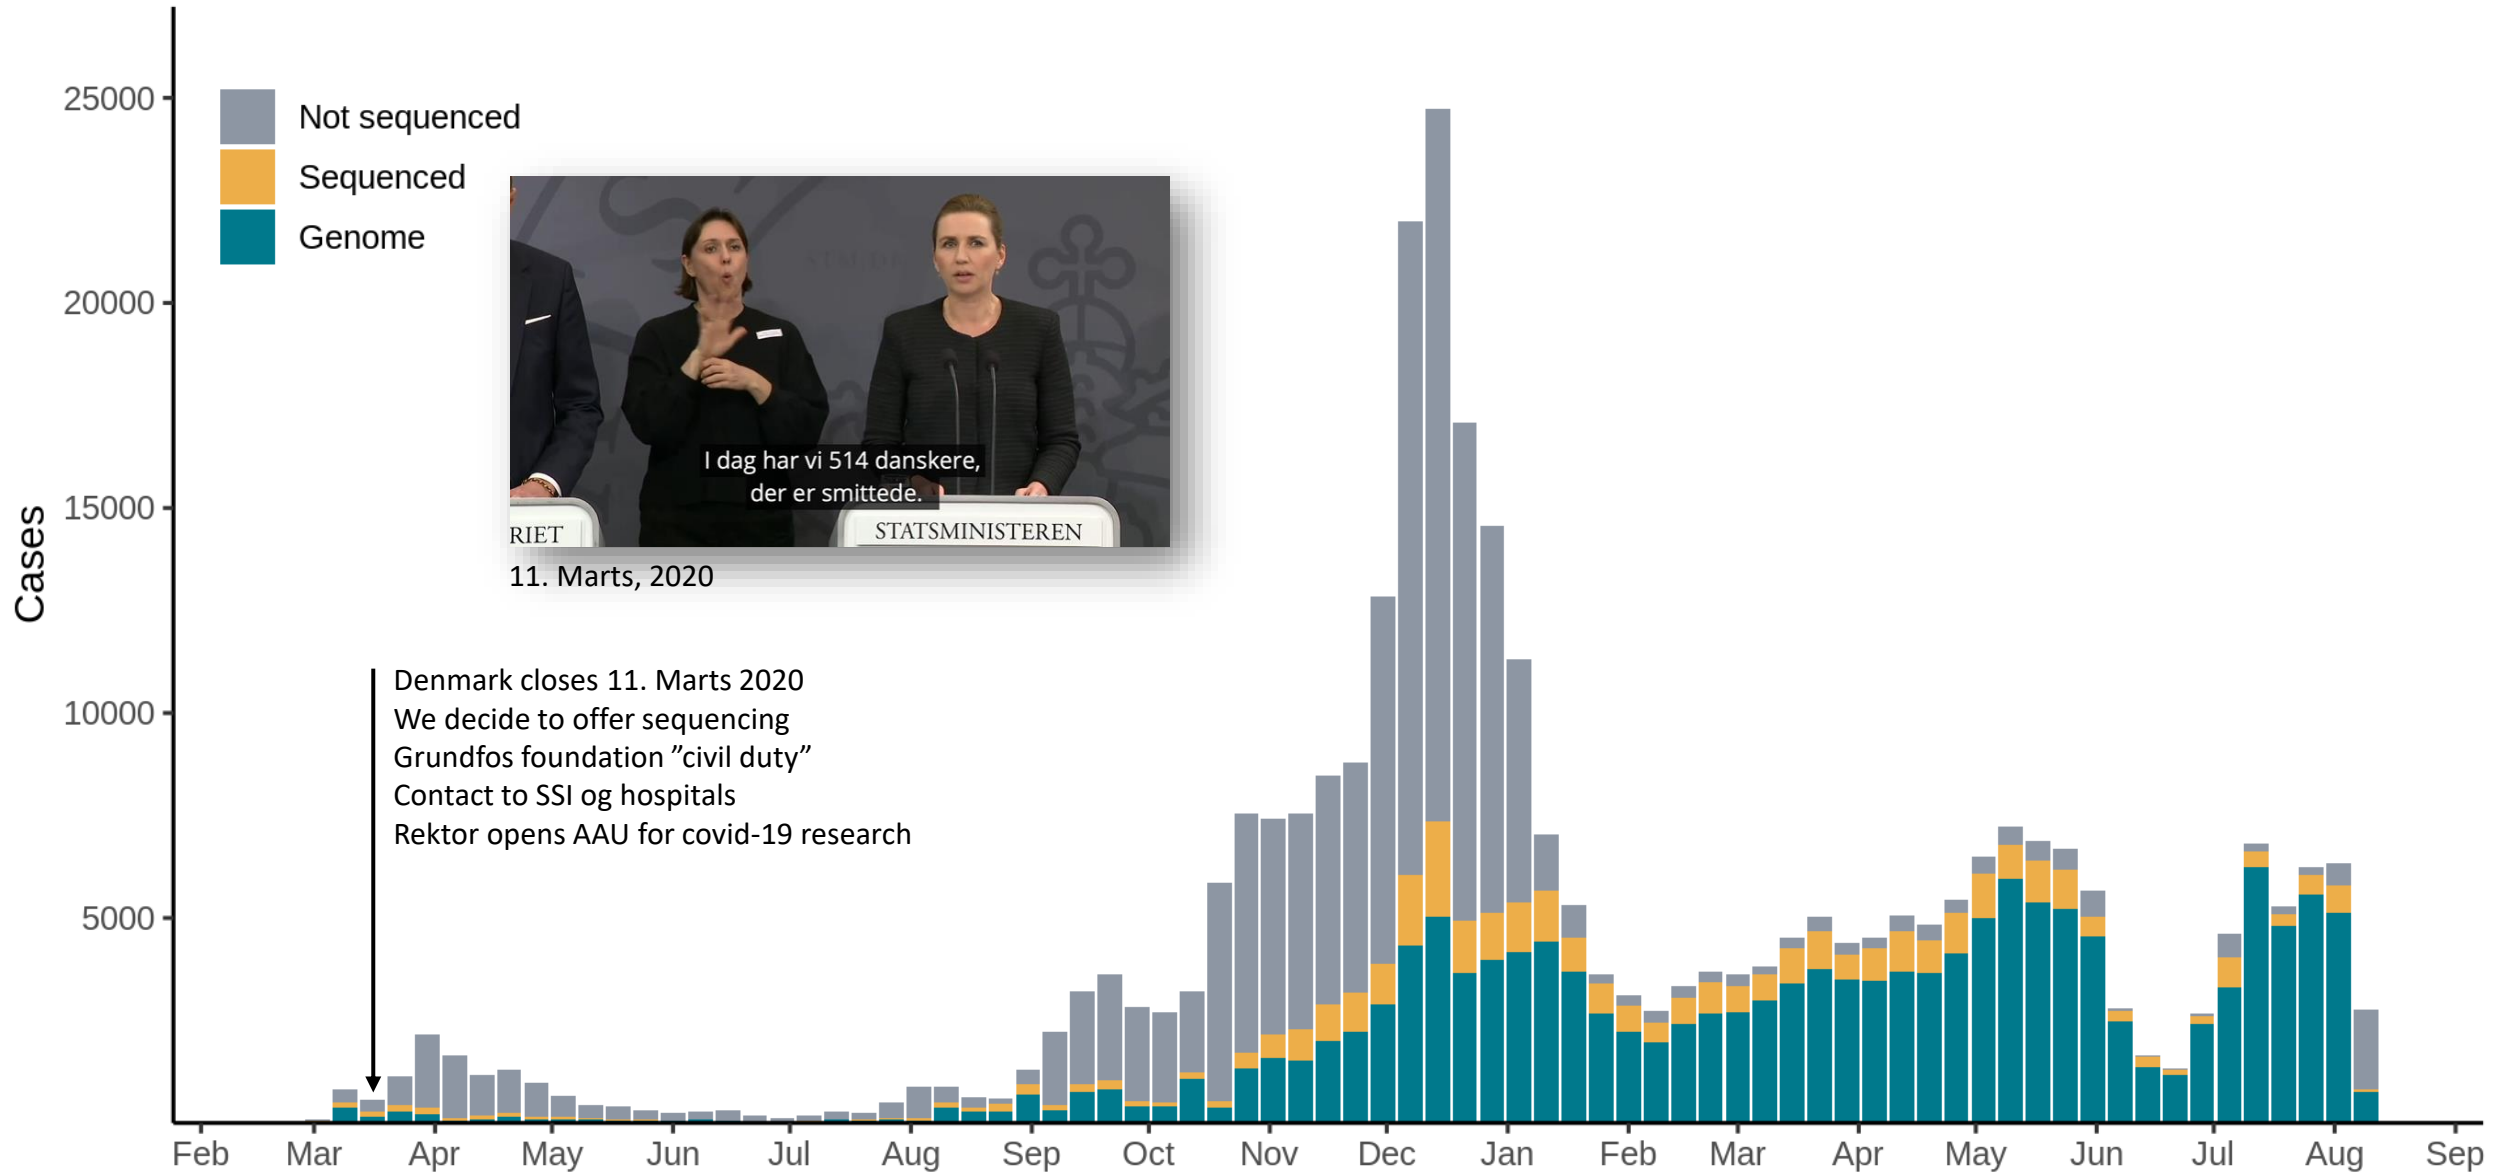 25000
20000
15000
10000
5000
Cases
Not sequenced
Sequenced
Genome
I dag har vi 514 danskere,
der er smittede.
RIET
STATSMINISTEREN
11. Marts, 2020
Denmark closes 11. Marts 2020
We decide to offer sequencing
Grundfos foundation ”civil duty”
Contact to SSI og hospitals
Rektor opens AAU for covid-19 research
Feb Mar Apr May Jun Jul Aug Sep Oct Nov Dec Jan Feb Mar Apr May Jun Jul Aug Sep